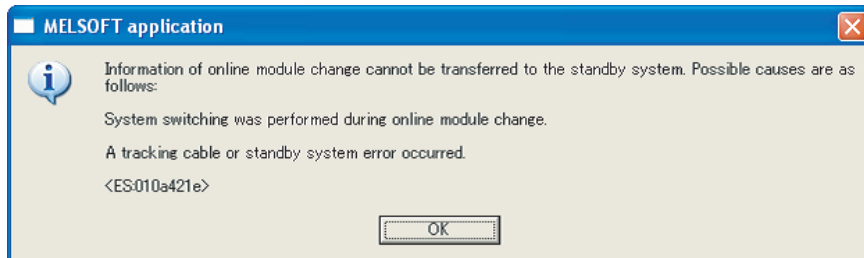 MELSOFT application
Information of online module change cannot be transferred to the standby system. Possible causes are as
follows:
System switching was performed during online module change.
A tracking cable or standby system error occurred.
<ES:010a421e>
OK